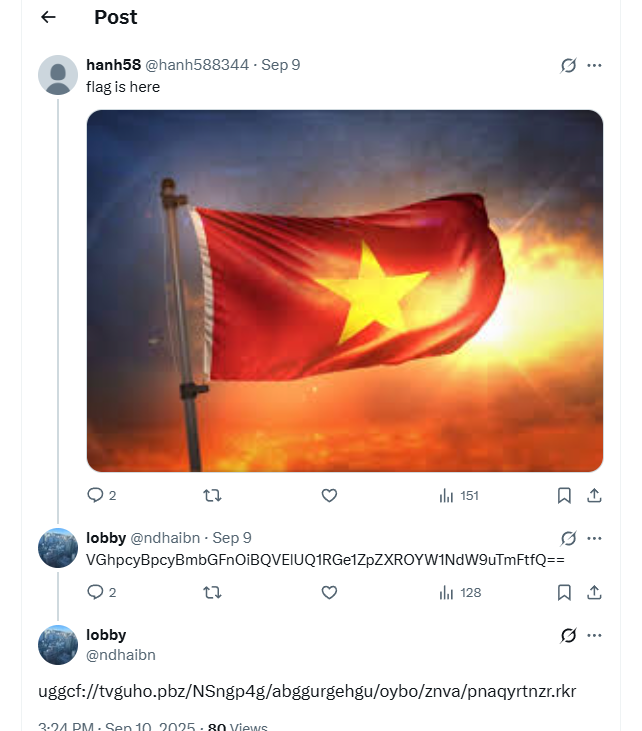 Post
hanh58 @hanh588344 · Sep 9
flag is here
2
151
lobby @ndhaibn · Sep 9
VGhpcyBpcyBmbGFnOiBQVElUQ1RGe1ZpZXROYW1NdW9uTmFtfQ==
2
128
lobby
@ndhaibn
uggcf://tvguho.pbz/NSngp4g/abggurgehgu/oybo/znva/pnaqyrtnzr.rkr
3:24 PM · Sep 10, 2025 · 80 Views